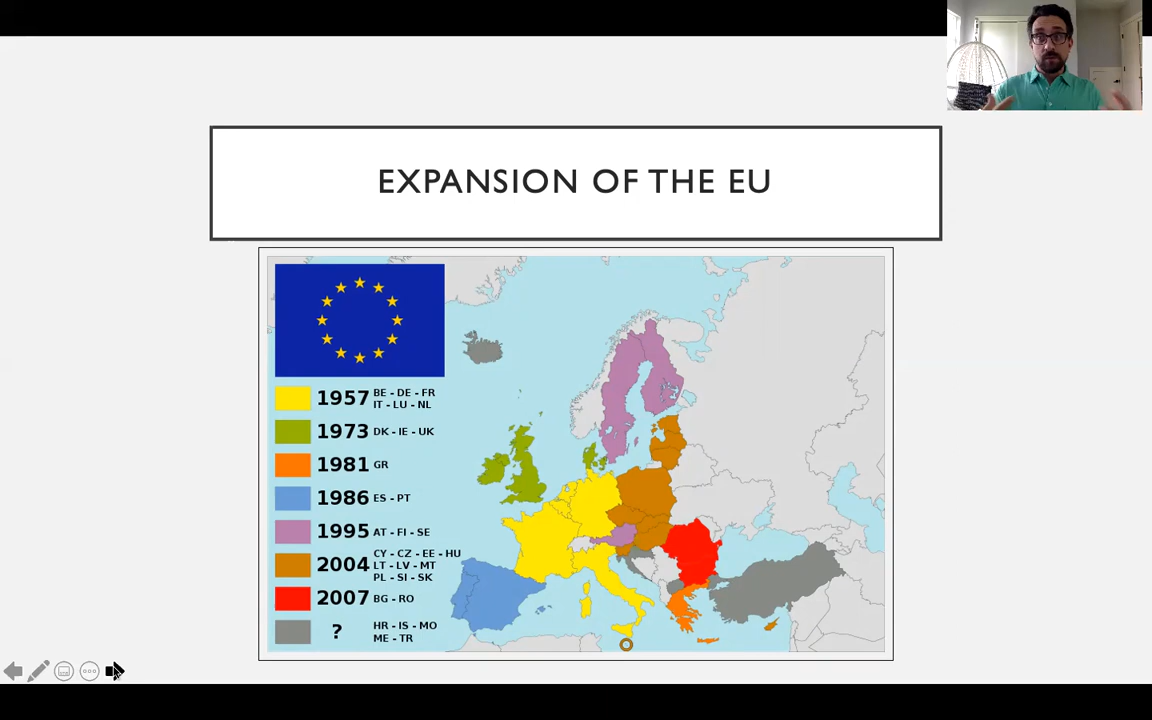 EXPANSION OF THE EU
1957 BE - DE - FR
IT - LU - NL
1973 DK - IE - UK
1981 GR
1986 ES - PT
1995 AT - FI - SE
2004 CY - CZ - EE - HU
LT - LV - MT
PL - SI - SK
2007 BG - RO
? HR - IS - MO
ME - TR